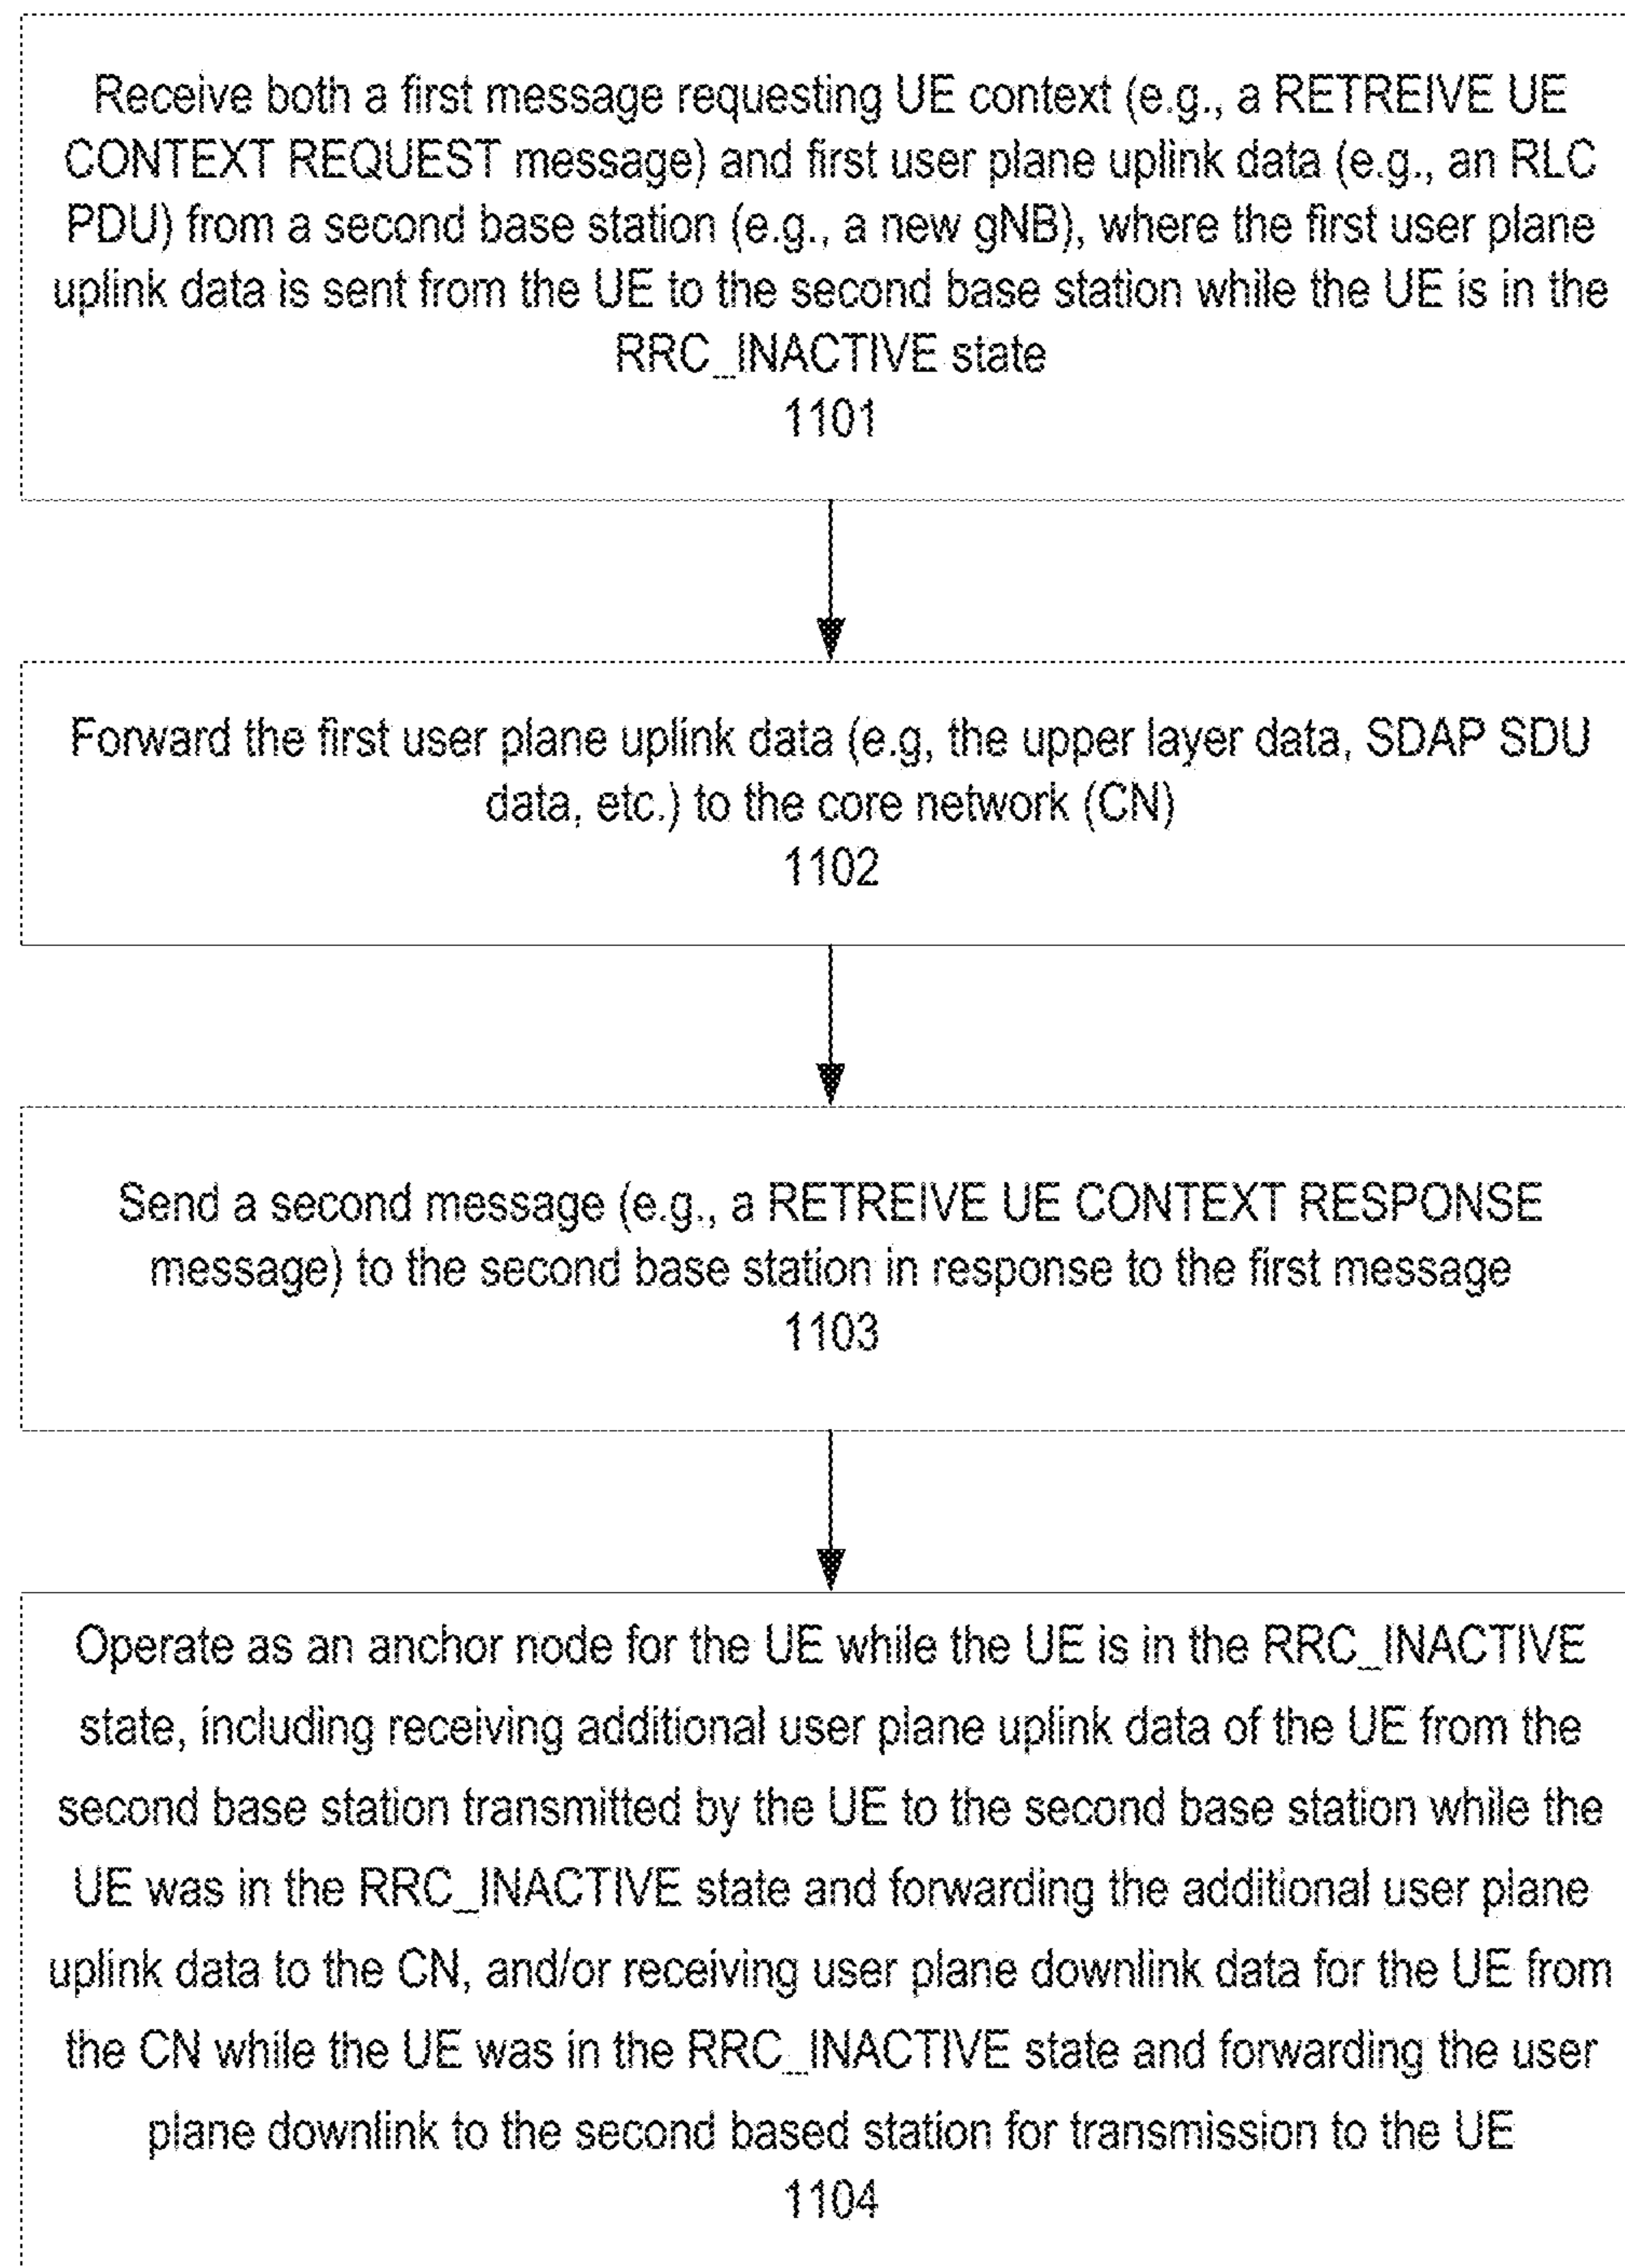 Receive both a first message requesting UE context (e.g., a RETREIVE UE
CONTEXT REQUEST message) and first user plane uplink data (e.g., an RLC
PDU) from a second base station (e.g., a new gNB), where the first user plane
uplink data is sent from the UE to the second base station while the UE is in the
RRC_INACTIVE state
1101
Forward the first user plane uplink data (e.g, the upper layer data, SDAP SDU
data, etc.) to the core network (CN)
1102
Send a second message (e.g., a RETREIVE UE CONTEXT RESPONSE
message) to the second base station in response to the first message
1103
Operate as an anchor node for the UE while the UE is in the RRC_INACTIVE
state, including receiving additional user plane uplink data of the UE from the
second base station transmitted by the UE to the second base station while the
UE was in the RRC_INACTIVE state and forwarding the additional user plane
uplink data to the CN, and/or receiving user plane downlink data for the UE from
the CN while the UE was in the RRC_INACTIVE state and forwarding the user
plane downlink to the second based station for transmission to the UE
1104